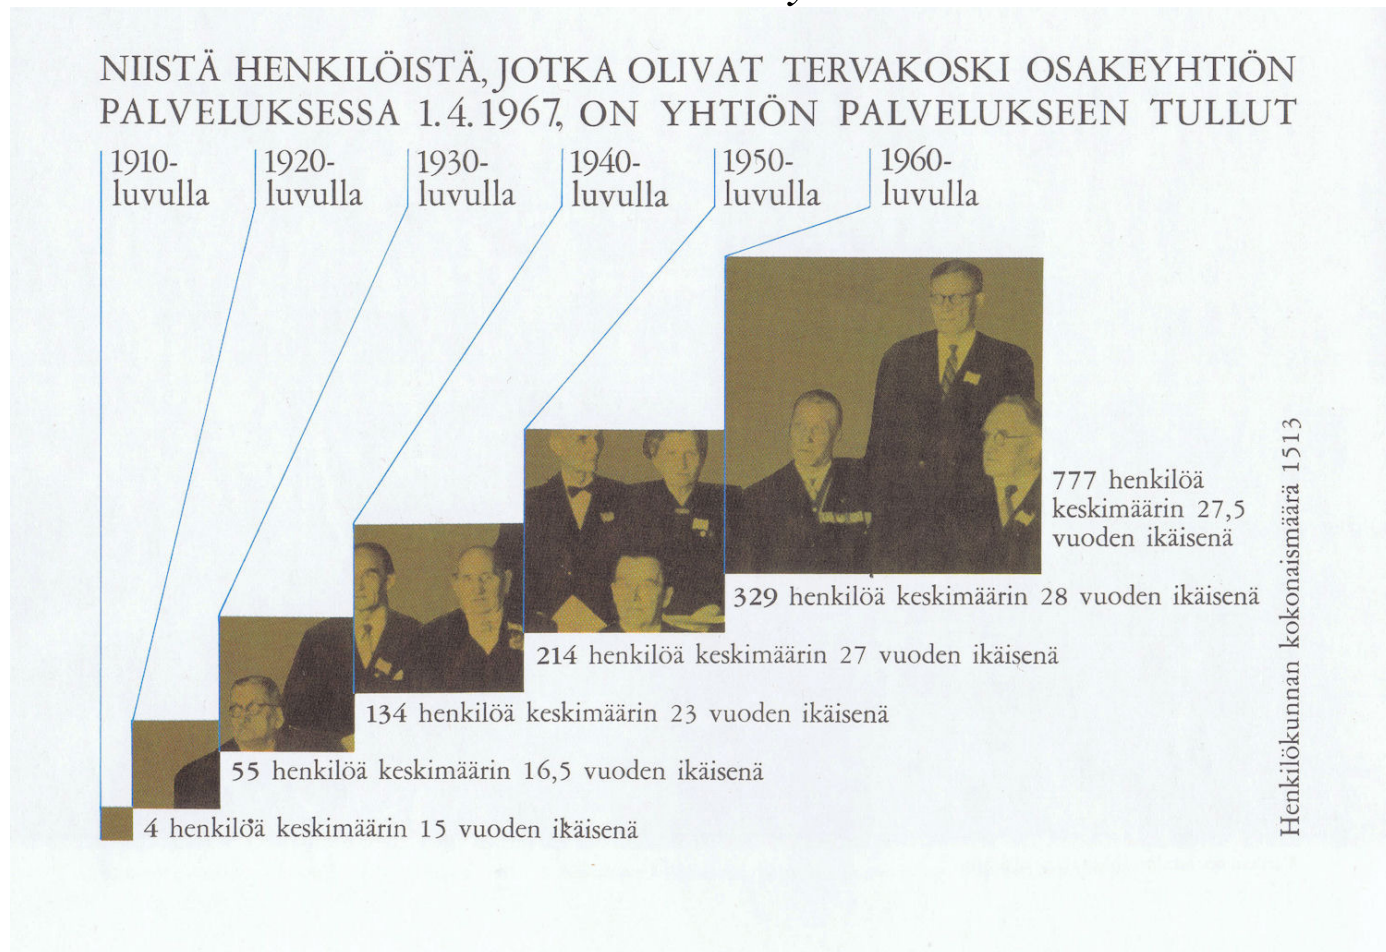 NIISTÄ HENKILÖISTÄ, JOTKA OLIVAT TERVAKOSKI OSAKEYHTIÖN
PALVELUKSESSA 1.4.1967, ON YHTIÖN PALVELUKSEEN TULLUT
1910-
luvulla
1920-
luvulla
1930-
luvulla
1940-
luvulla
1950-
luvulla
1960-
luvulla
777 henkilöä
keskimäärin 27,5
vuoden ikäisenä
329 henkilöä keskimäärin 28 vuoden ikäisenä
214 henkilöä keskimäärin 27 vuoden ikäisenä
134 henkilöä keskimäärin 23 vuoden ikäisenä
55 henkilöä keskimäärin 16,5 vuoden ikäisenä
4 henkilöä keskimäärin 15 vuoden ikäisenä
Henkilökunnan kokonaismäärä 1513